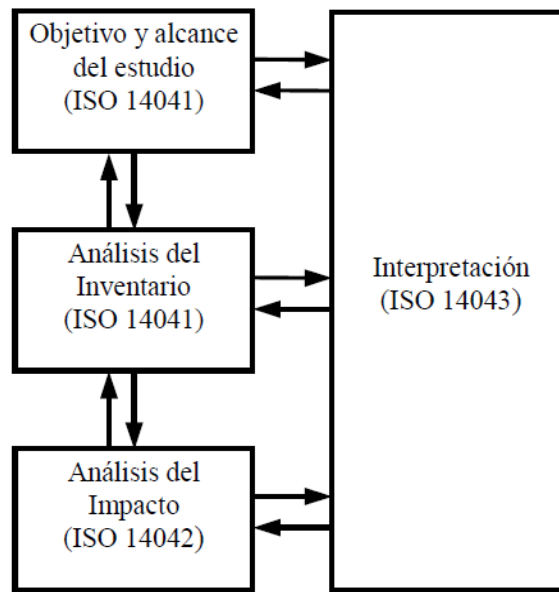 Objetivo y alcance
del estudio
(ISO 14041)
Análisis del
Inventario
(ISO 14041)
Interpretación
(ISO 14043)
Análisis del
Impacto
(ISO 14042)